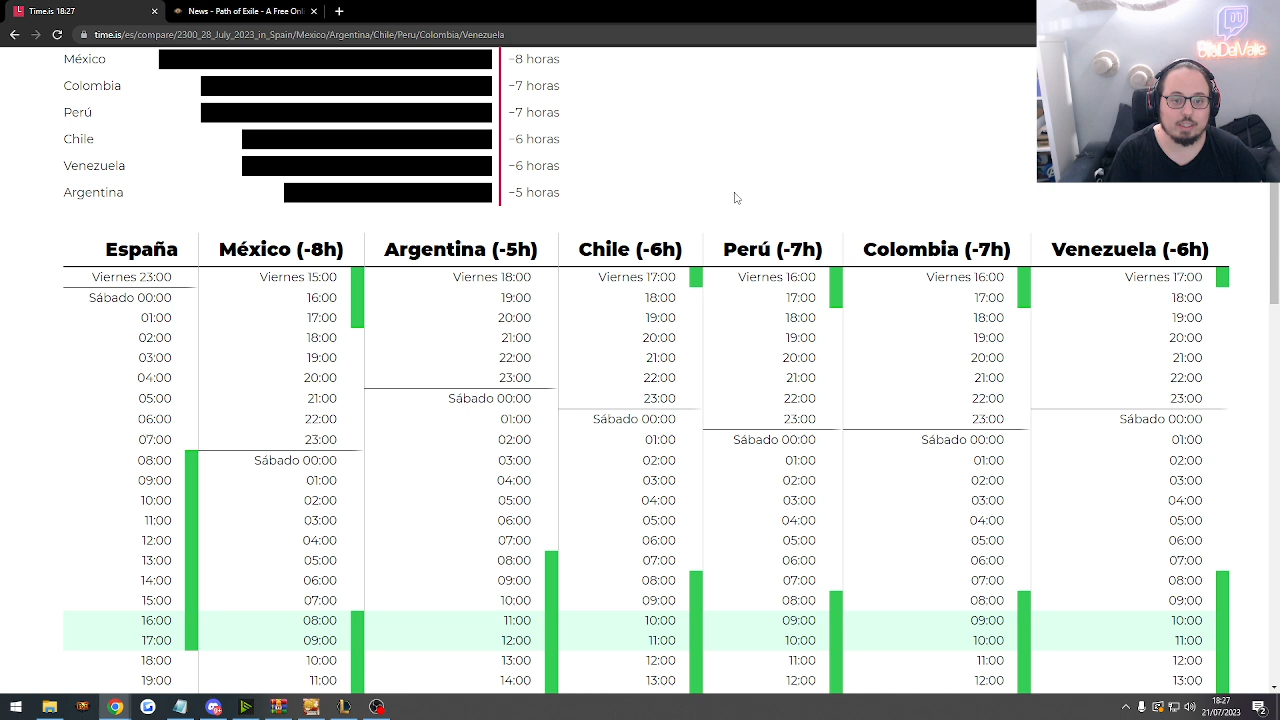 Time.is 18:27
News - Path of Exile - A Free Onl
time.is/es/compare/2300_28_July_2023_in_Spain/Mexico/Argentina/Chile/Peru/Colombia/Venezuela
México −8 horas
Colombia −7 horas
Perú −7 horas
Chile −6 horas
Venezuela −6 horas
Argentina −5 horas
España México (-8h) Argentina (-5h) Chile (-6h) Perú (-7h) Colombia (-7h) Venezuela (-6h)
Viernes 23:00 Viernes 15:00 Viernes 18:00 Viernes 17:00 Viernes 16:00 Viernes 16:00 Viernes 17:00
Sábado 00:00 16:00 19:00 18:00 17:00 17:00 18:00
01:00 17:00 20:00 19:00 18:00 18:00 19:00
02:00 18:00 21:00 20:00 19:00 19:00 20:00
03:00 19:00 22:00 21:00 20:00 20:00 21:00
04:00 20:00 23:00 22:00 21:00 21:00 22:00
05:00 21:00 Sábado 00:00 23:00 22:00 22:00 23:00
06:00 22:00 01:00 Sábado 00:00 23:00 23:00 Sábado 00:00
07:00 23:00 02:00 01:00 Sábado 00:00 Sábado 00:00 01:00
08:00 Sábado 00:00 03:00 02:00 01:00 01:00 02:00
09:00 01:00 04:00 03:00 02:00 02:00 03:00
10:00 02:00 05:00 04:00 03:00 03:00 04:00
11:00 03:00 06:00 05:00 04:00 04:00 05:00
12:00 04:00 07:00 06:00 05:00 05:00 06:00
13:00 05:00 08:00 07:00 06:00 06:00 07:00
14:00 06:00 09:00 08:00 07:00 07:00 08:00
15:00 07:00 10:00 09:00 08:00 08:00 09:00
16:00 08:00 11:00 10:00 09:00 09:00 10:00
17:00 09:00 12:00 11:00 10:00 10:00 11:00
18:00 10:00 13:00 12:00 11:00 11:00 12:00
19:00 11:00 14:00 13:00 12:00 12:00 13:00
18:27
21/07/2023